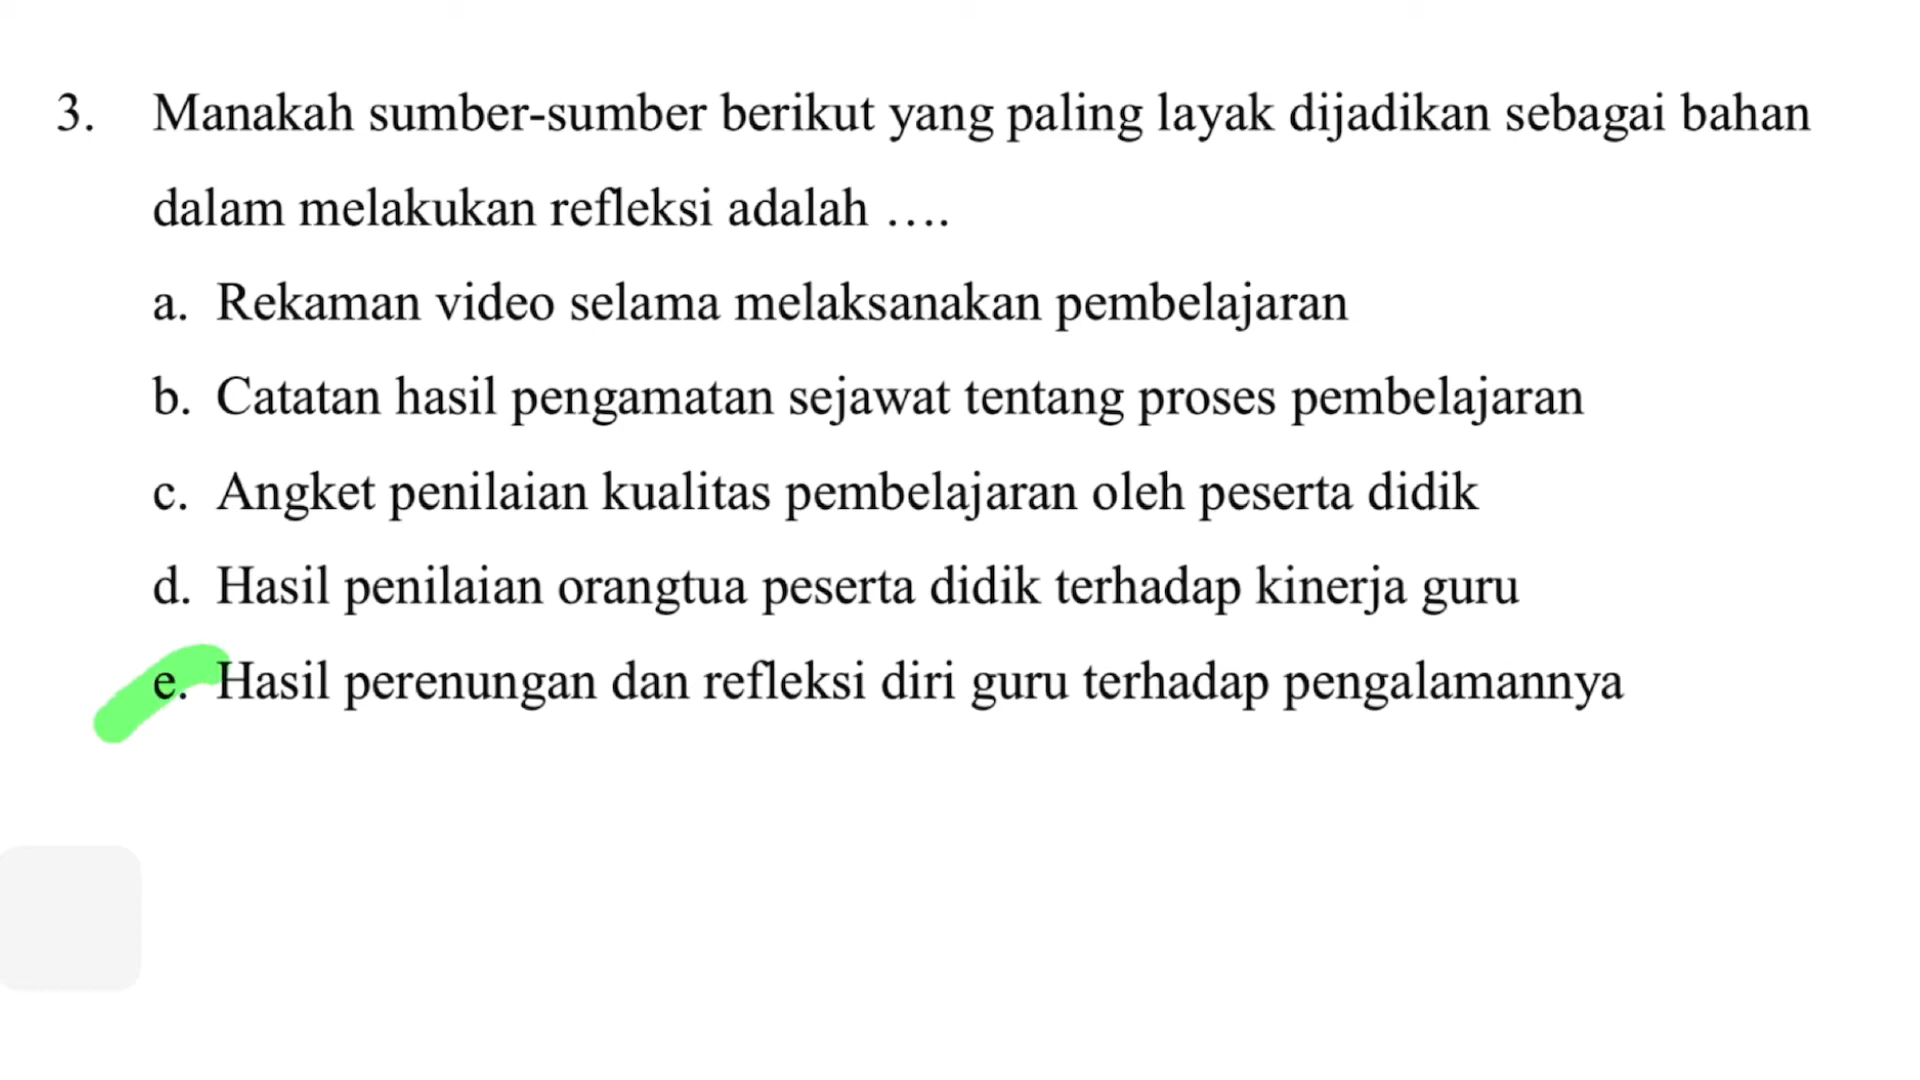 3. Manakah sumber-sumber berikut yang paling layak dijadikan sebagai bahan
dalam melakukan refleksi adalah ….
a. Rekaman video selama melaksanakan pembelajaran
b. Catatan hasil pengamatan sejawat tentang proses pembelajaran
c. Angket penilaian kualitas pembelajaran oleh peserta didik
d. Hasil penilaian orangtua peserta didik terhadap kinerja guru
e. Hasil perenungan dan refleksi diri guru terhadap pengalamannya